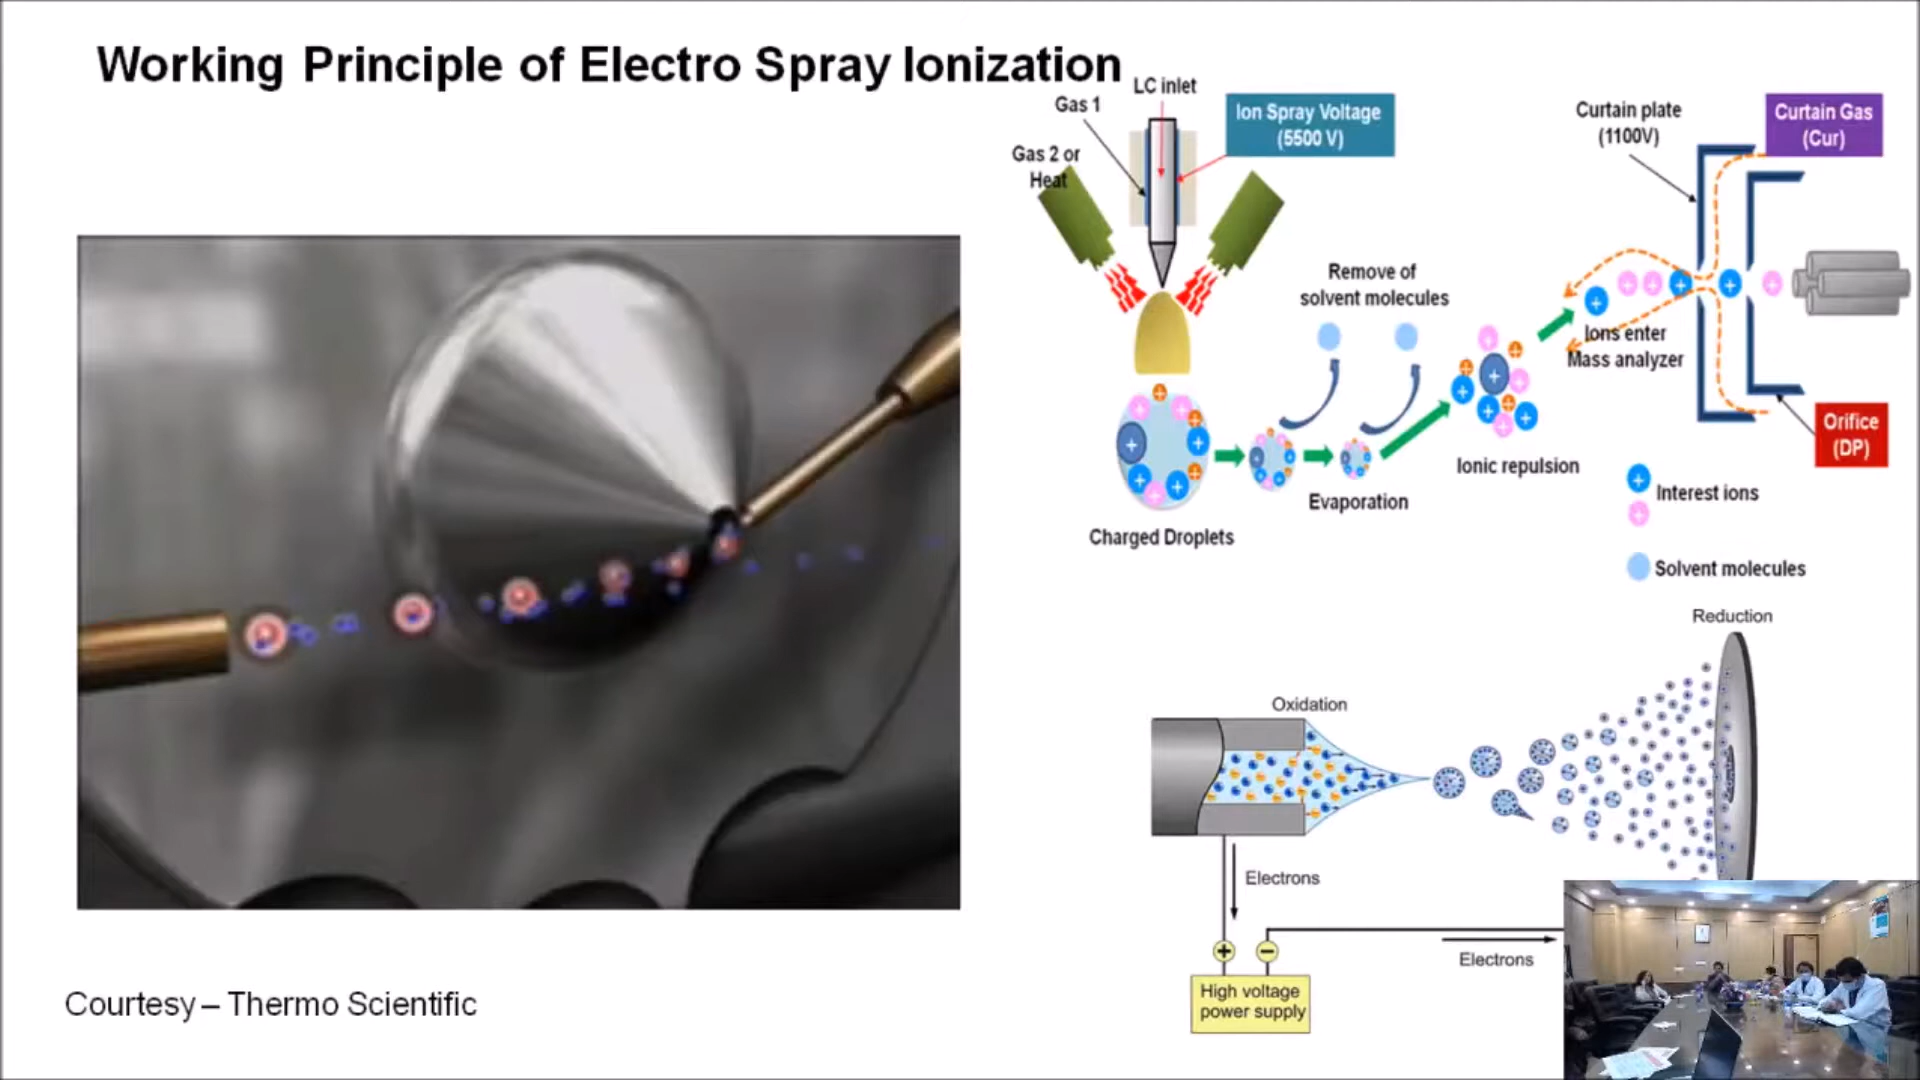 Working Principle of Electro Spray Ionization
LC inlet
Gas 1
Gas 2 or
Heat
Ion Spray Voltage
(5500 V)
Curtain plate
(1100V)
Curtain Gas
(Cur)
Remove of
solvent molecules
Ions enter
Mass analyzer
Orifice
(DP)
Ionic repulsion
Evaporation
Charged Droplets
Interest ions
Solvent molecules
Reduction
Oxidation
Electrons
Electrons
High voltage
power supply
Courtesy – Thermo Scientific